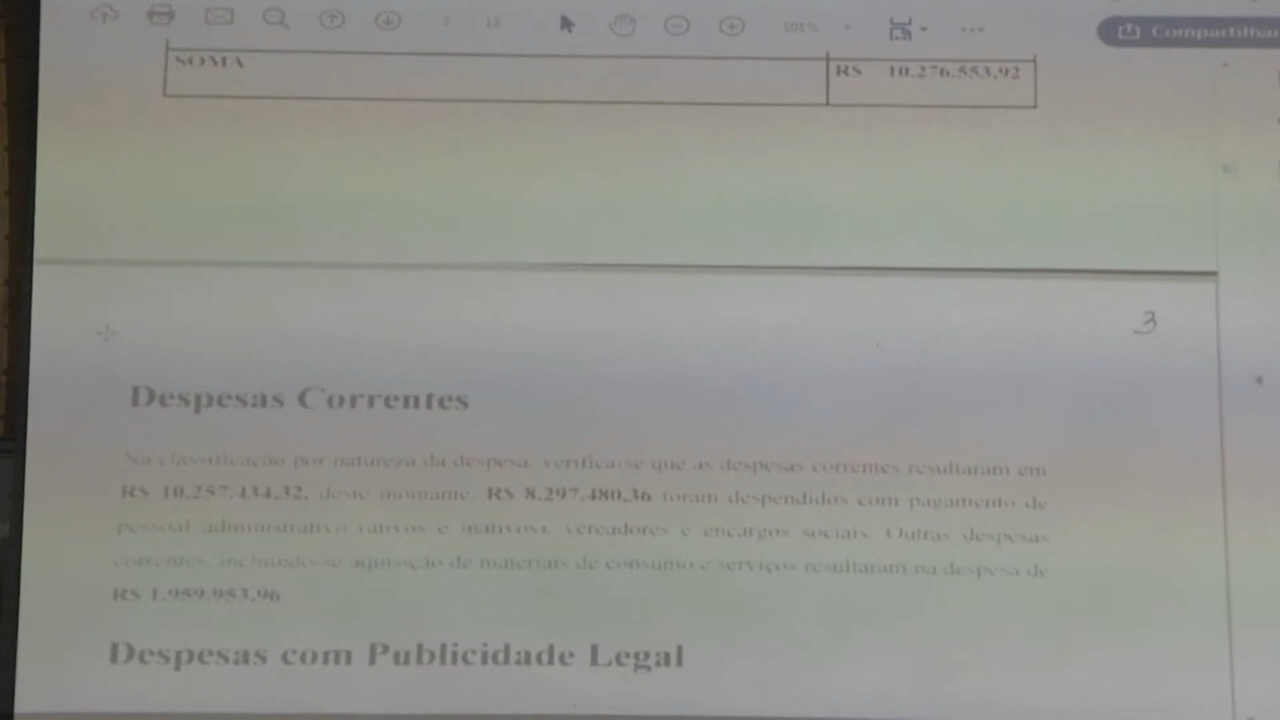 2 13 101% Compartilhar
SOMA R$ 10.276.553,92
3
Despesas Correntes
Na classificação por natureza da despesa, verifica-se que as despesas correntes resultaram em
R$ 10.257.434,32, deste montante, R$ 8.297.480,36 foram despendidos com pagamento de
pessoal administrativo (ativos e inativos), vereadores e encargos sociais. Outras despesas
correntes, incluindo-se aquisição de materiais de consumo e serviços resultaram na despesa de
R$ 1.959.953,96
Despesas com Publicidade Legal